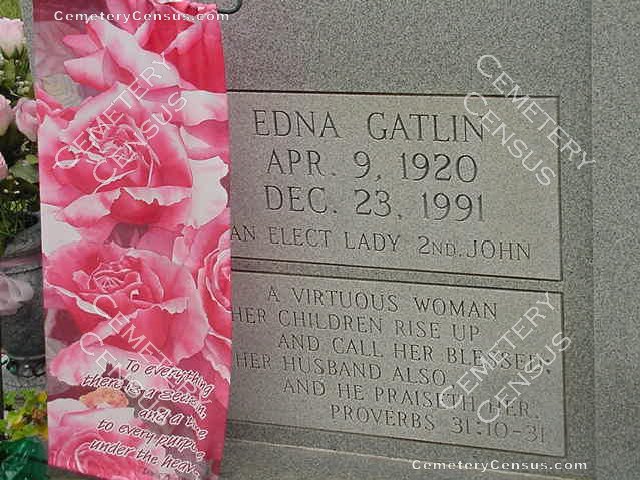 CemeteryCensus.com
Cemetery Census
Cemetery Census
EDNA GATLIN
APR. 9, 1920
DEC. 23, 1991
AN ELECT LADY 2ND. JOHN
A VIRTUOUS WOMAN
HER CHILDREN RISE UP
AND CALL HER BLESSED;
HER HUSBAND ALSO,
AND HE PRAISETH HER
PROVERBS 31:10-31
Cemetery Census
Cemetery Census
To everything
there is a season,
and a time
to every purpose
under the
CemeteryCensus.com